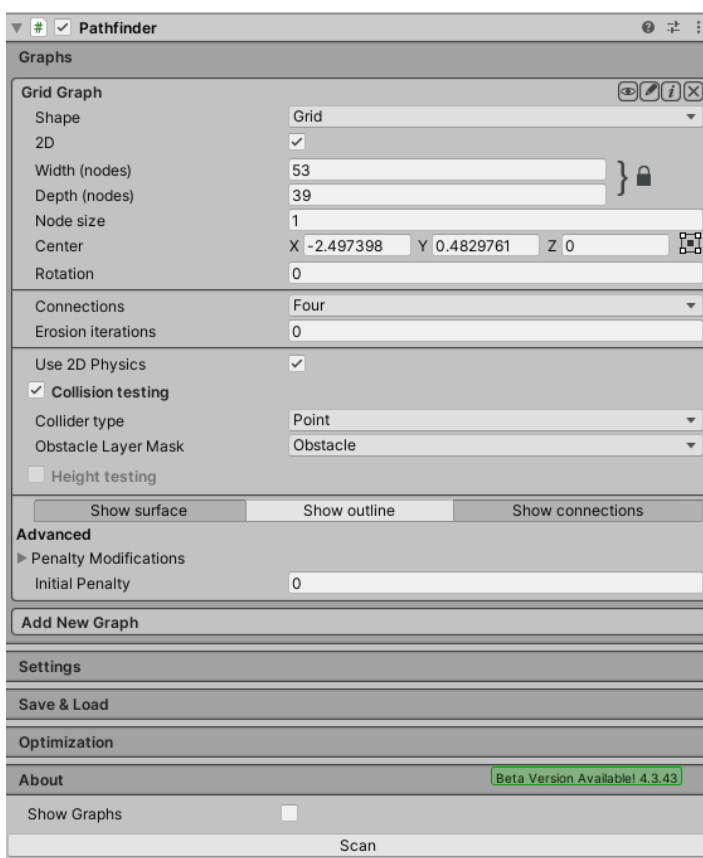 # Pathfinder
Graphs
Grid Graph
Shape Grid
2D
Width (nodes) 53
Depth (nodes) 39
Node size 1
Center X -2.497398 Y 0.4829761 Z 0
Rotation 0
Connections Four
Erosion iterations 0
Use 2D Physics
Collision testing
Collider type Point
Obstacle Layer Mask Obstacle
Height testing
Show surface Show outline Show connections
Advanced
Penalty Modifications
Initial Penalty 0
Add New Graph
Settings
Save & Load
Optimization
About Beta Version Available! 4.3.43
Show Graphs
Scan